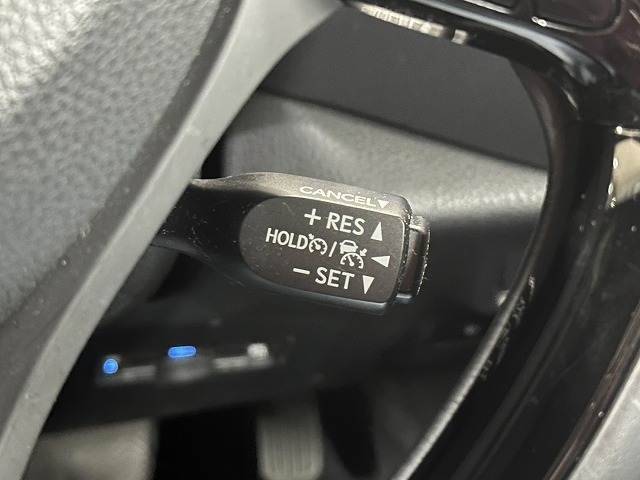 CANCEL▼
+ RES ▲
HOLD / ◀
− SET ▼